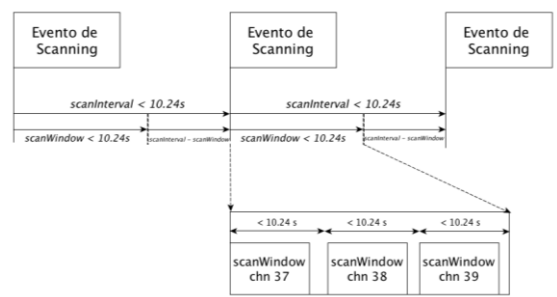 Evento de Evento de Evento de
Scanning Scanning Scanning
scanInterval < 10.24s scanInterval < 10.24s
scanWindow < 10.24s scanInterval - scanWindow scanWindow < 10.24s scanInterval - scanWindow
< 10.24 s < 10.24 s < 10.24 s
scanWindow scanWindow scanWindow
chn 37 chn 38 chn 39